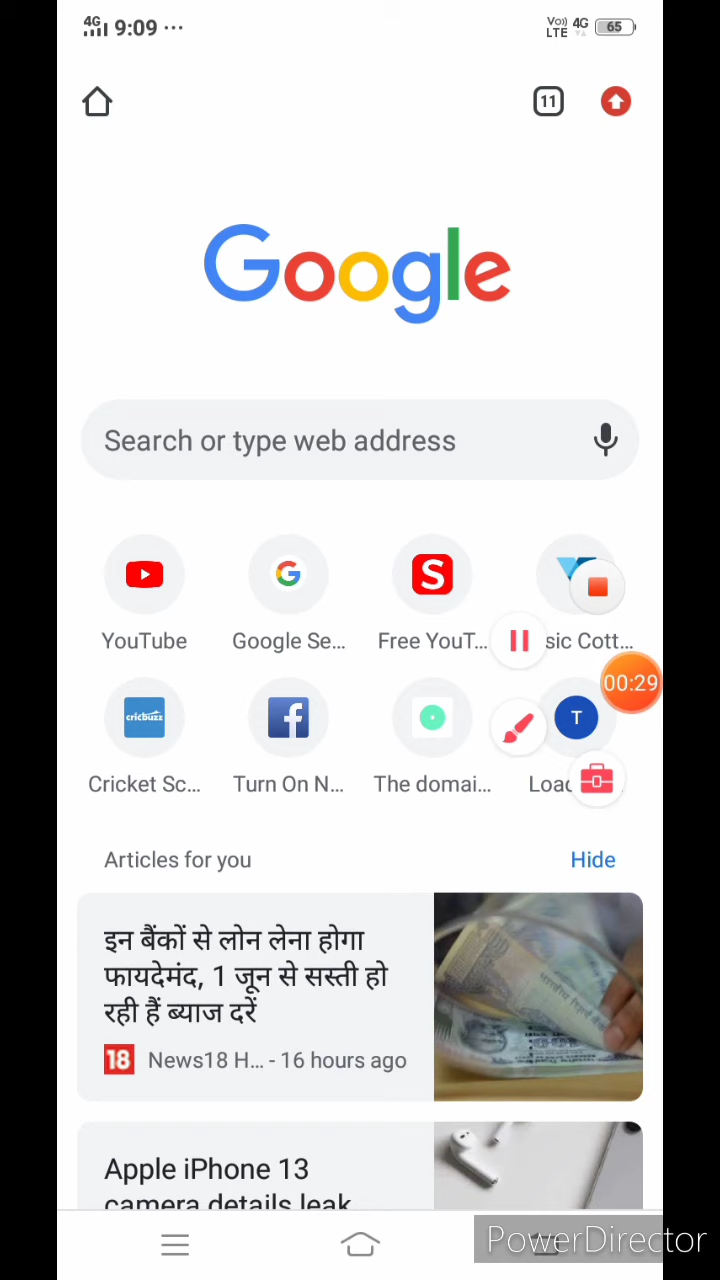 4G 9:09 ...
Vo)) LTE 4G 65
11
Google
Search or type web address
S
YouTube Google Se... Free YouT... sic Cott...
00:29
cricbuzz f T
Cricket Sc... Turn On N... The domai... Loa
Articles for you Hide
इन बैंकों से लोन लेना होगा
फायदेमंद, 1 जून से सस्ती हो
रही हैं ब्याज दरें
18 News18 H... - 16 hours ago
Apple iPhone 13
camera details leak
PowerDirector